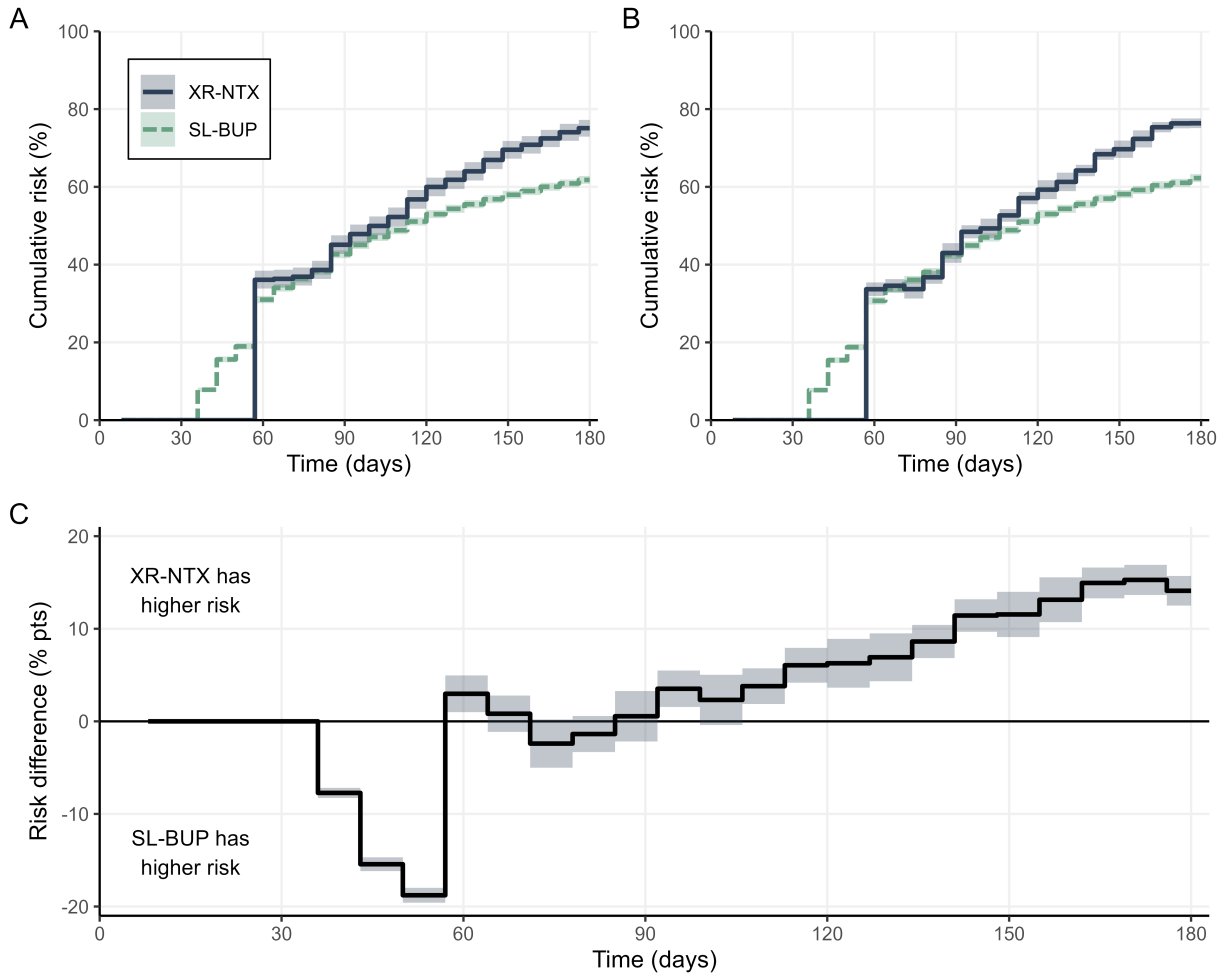 A
Cumulative risk (%)
100
80
60
40
20
0
XR-NTX
SL-BUP
0 30 60 90 120 150 180
Time (days)
B
Cumulative risk (%)
100
80
60
40
20
0
0 30 60 90 120 150 180
Time (days)
C
Risk difference (% pts)
20
10
0
-10
-20
XR-NTX has
higher risk
SL-BUP has
higher risk
0 30 60 90 120 150 180
Time (days)